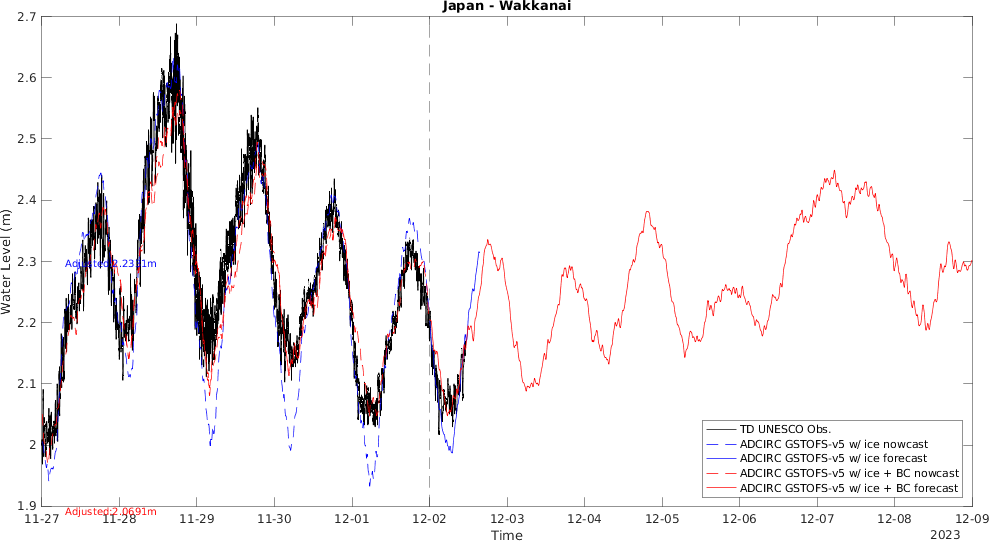 Japan - Wakkanai
2.7
2.6
2.5
2.4
2.3
2.2
2.1
2
1.9
Water Level (m)
Adjusted:2.2331m
Adjusted:2.0691m
TD UNESCO Obs.
ADCIRC GSTOFS-v5 w/ ice nowcast
ADCIRC GSTOFS-v5 w/ ice forecast
ADCIRC GSTOFS-v5 w/ ice + BC nowcast
ADCIRC GSTOFS-v5 w/ ice + BC forecast
11-27 11-28 11-29 11-30 12-01 12-02 12-03 12-04 12-05 12-06 12-07 12-08 12-09
Time
2023